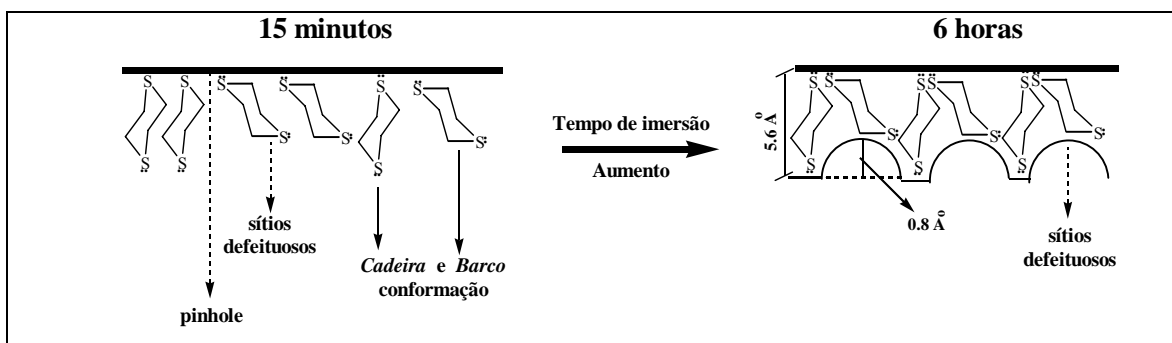 15 minutos
6 horas
S S S S S S
S S S S S S
sítios
defeituosos
Cadeira e Barco
conformação
pinhole
Tempo de imersão
Aumento
5.6 Å
S S S S S S
S S S S S S
0.8 Å
sítios
defeituosos